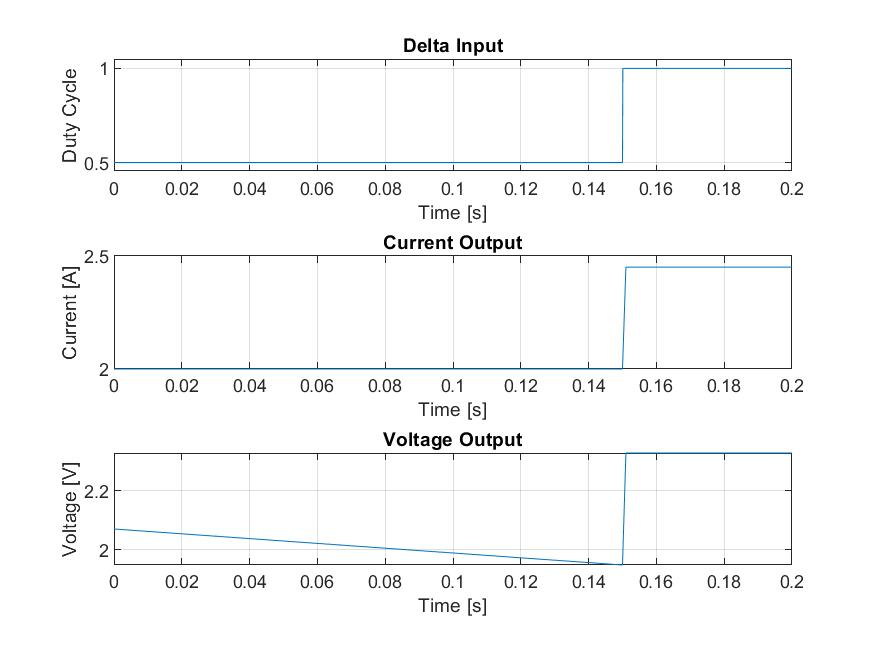 Delta Input
1
0.5
Duty Cycle
0 0.02 0.04 0.06 0.08 0.1 0.12 0.14 0.16 0.18 0.2
Time [s]
Current Output
2.5
2
Current [A]
0 0.02 0.04 0.06 0.08 0.1 0.12 0.14 0.16 0.18 0.2
Time [s]
Voltage Output
2.2
2
Voltage [V]
0 0.02 0.04 0.06 0.08 0.1 0.12 0.14 0.16 0.18 0.2
Time [s]